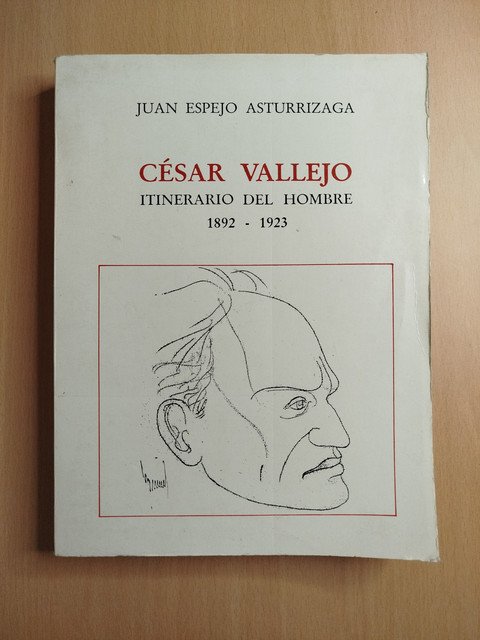 JUAN ESPEJO ASTURRIZAGA
CÉSAR VALLEJO
ITINERARIO DEL HOMBRE
1892 - 1923